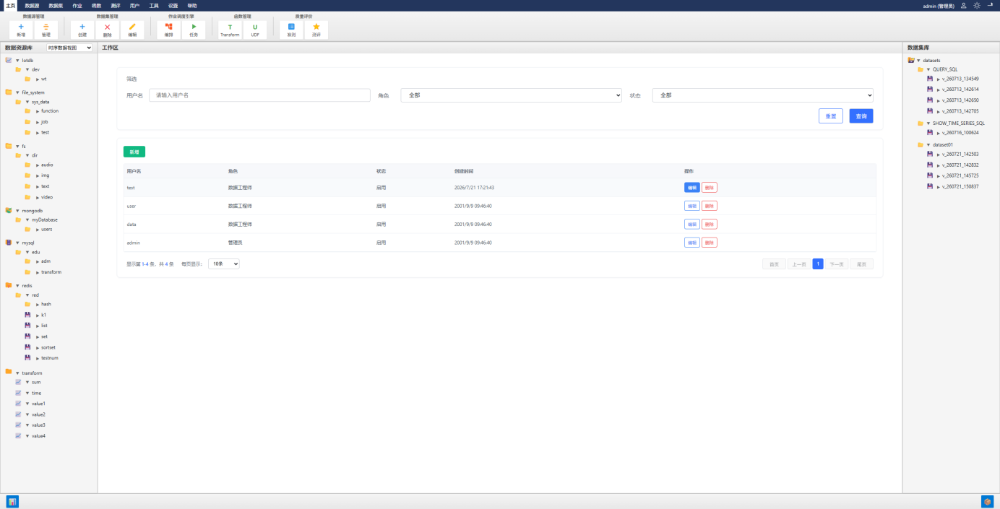 主页 数据源 数据集 作业 函数 测评 用户 工具 设置 帮助 admin (管理员)
数据源管理 数据集管理 作业调度引擎 函数管理 质量评价
+ + × T U
新增 管理 创建 删除 编辑 编排 任务 Transform UDF 准则 测评
数据资源库 时序数据视图 工作区 数据集库
iotdb
dev
wt
file_system
sys_data
function
job
test
fs
dir
audio
img
text
video
mongodb
myDatabase
users
mysql
edu
adm
transform
redis
red
hash
k1
list
set
sortset
testnum
transform
sum
time
value1
value2
value3
value4
筛选
用户名 请输入用户名 角色 全部 状态 全部
重置 查询
新增
用户名 角色 状态 创建时间 操作
test 数据工程师 启用 2026/7/21 17:21:43 编辑 删除
user 数据工程师 启用 2001/9/9 09:46:40 编辑 删除
data 数据工程师 启用 2001/9/9 09:46:40 编辑 删除
admin 管理员 启用 2001/9/9 09:46:40 编辑 删除
显示第 1-4 条，共 4 条 每页显示： 10条 首页 上一页 1 下一页 尾页
datasets
QUERY_SQL
v_260713_134549
v_260713_142614
v_260713_142650
v_260713_142705
SHOW_TIME_SERIES_SQL
v_260716_100624
dataset01
v_260721_142503
v_260721_142832
v_260721_145725
v_260721_150837